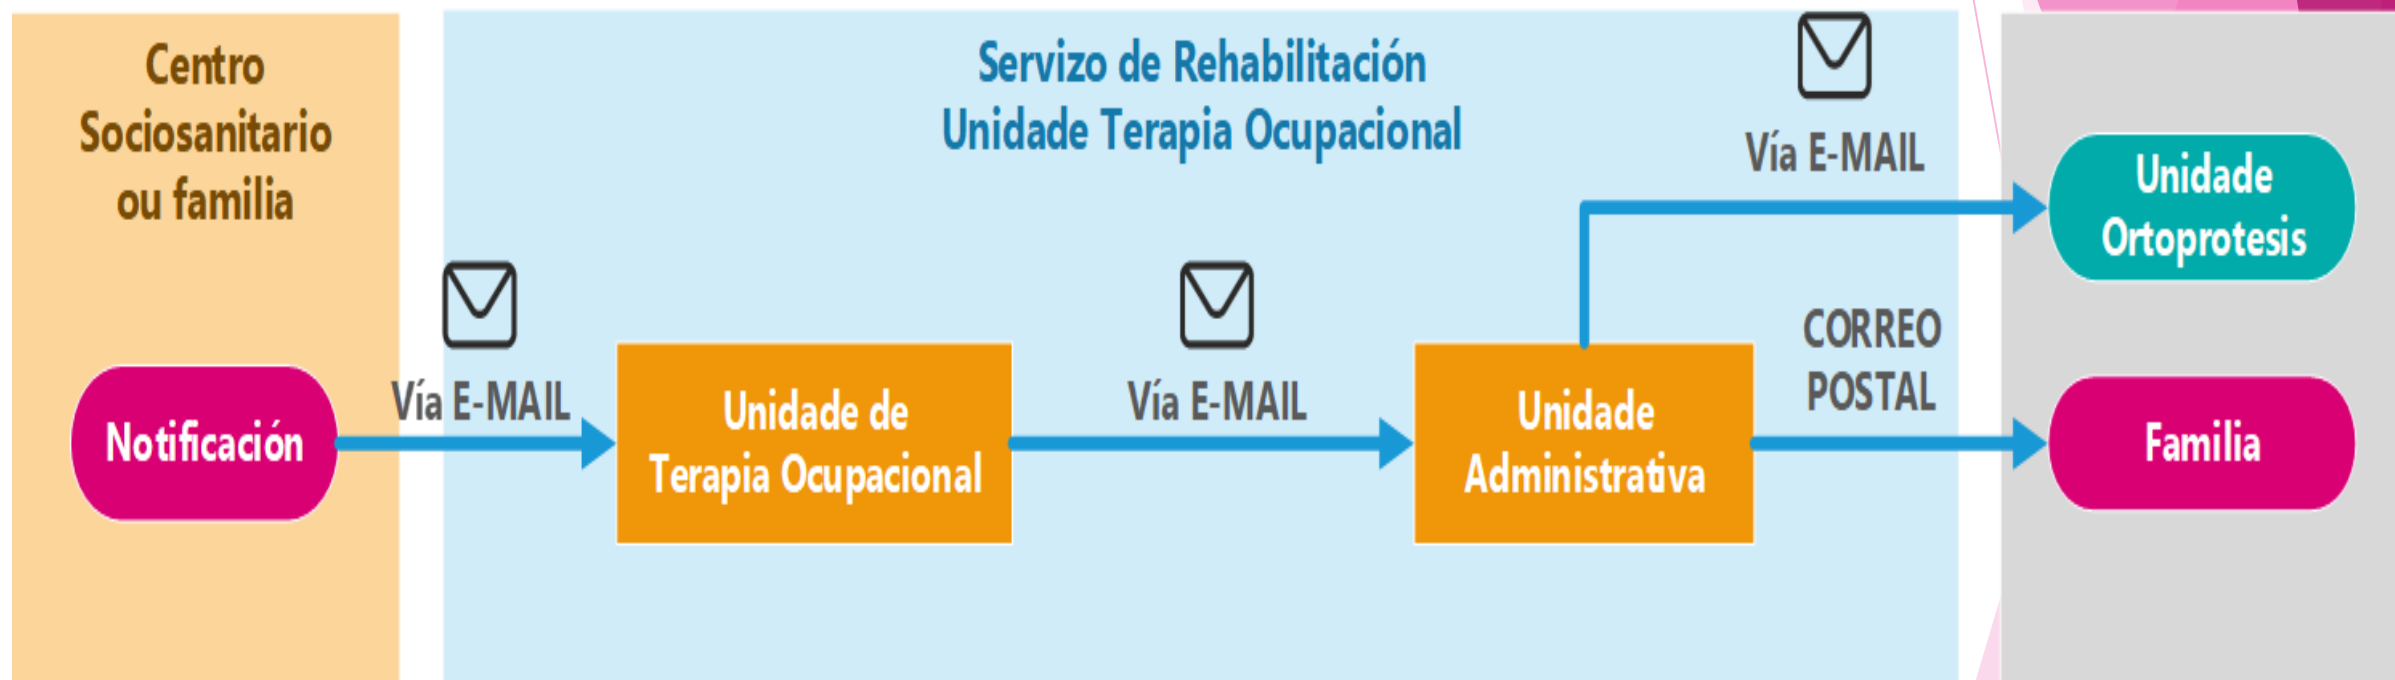 Centro
Sociosanitario
ou familia
Notificación
Vía E-MAIL
Servizo de Rehabilitación
Unidade Terapia Ocupacional
Unidade de
Terapia Ocupacional
Vía E-MAIL
Unidade
Administrativa
Vía E-MAIL
CORREO
POSTAL
Unidade
Ortoprotesis
Familia